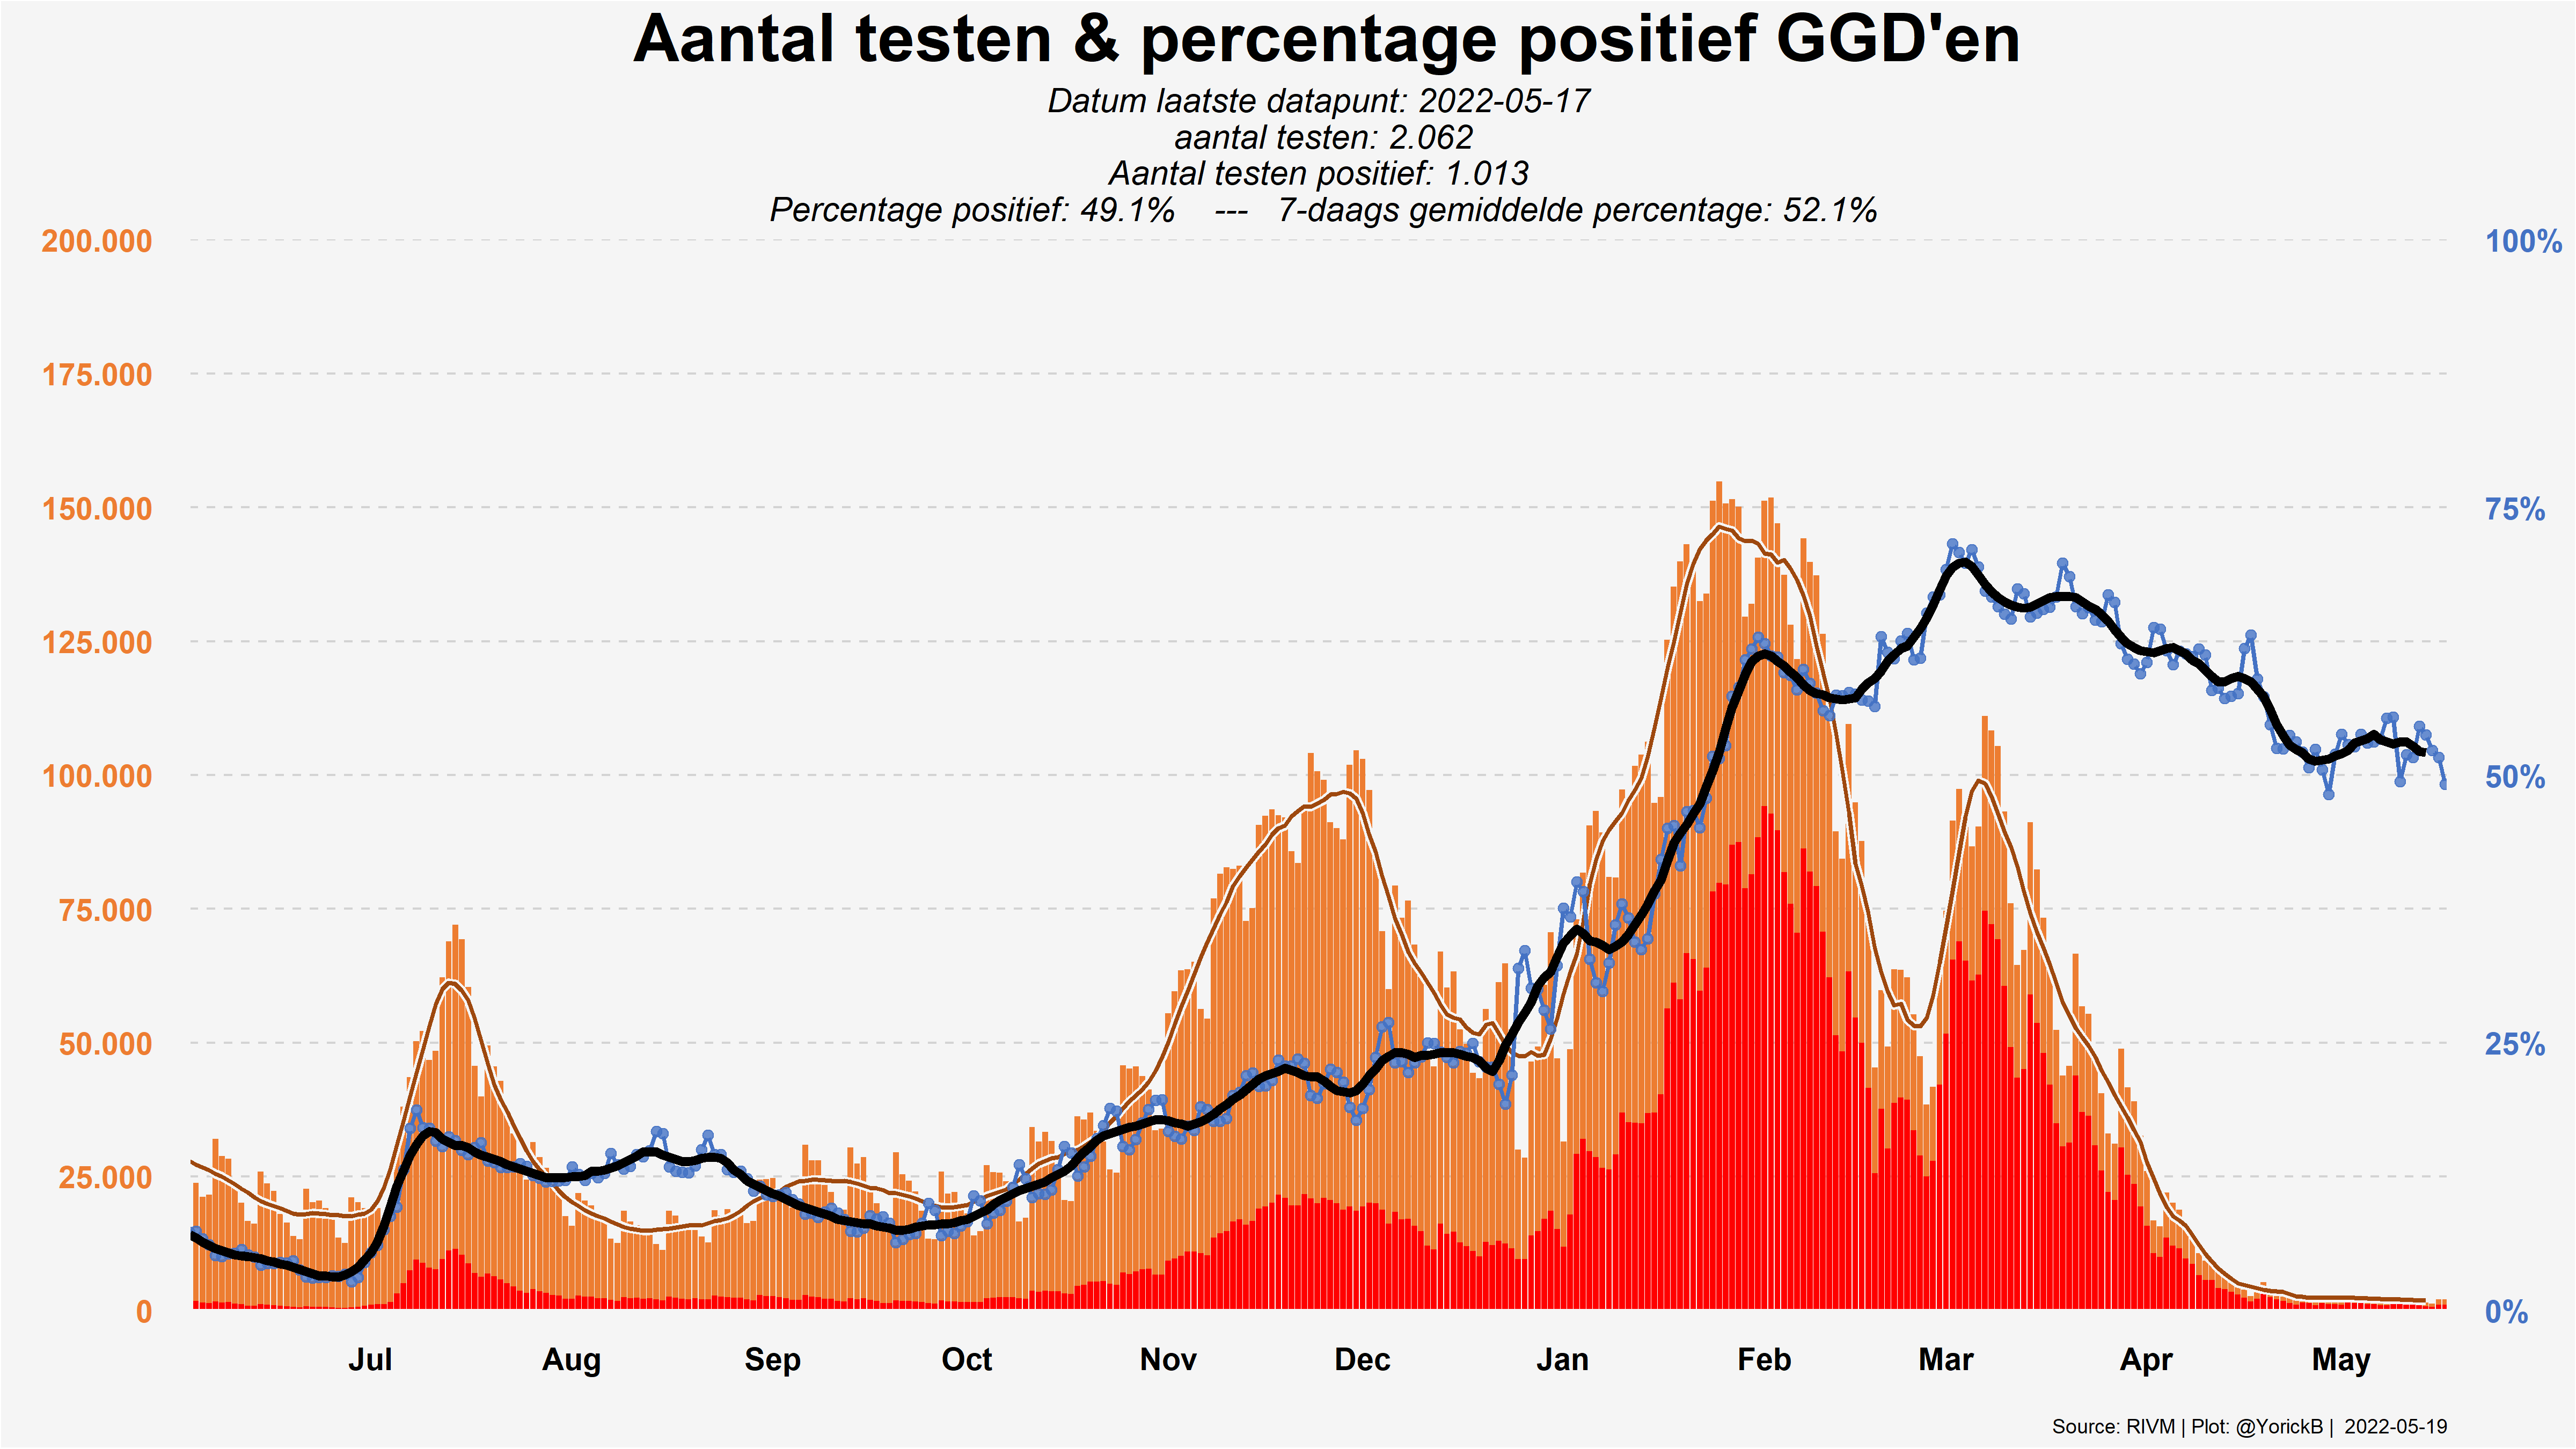 Aantal testen & percentage positief GGD'en
Datum laatste datapunt: 2022-05-17
aantal testen: 2.062
Aantal testen positief: 1.013
Percentage positief: 49.1% --- 7-daags gemiddelde percentage: 52.1%
200.000 100%
175.000
150.000 75%
125.000
100.000 50%
75.000
50.000 25%
25.000
0 0%
Jul Aug Sep Oct Nov Dec Jan Feb Mar Apr May
Source: RIVM | Plot: @YorickB | 2022-05-19